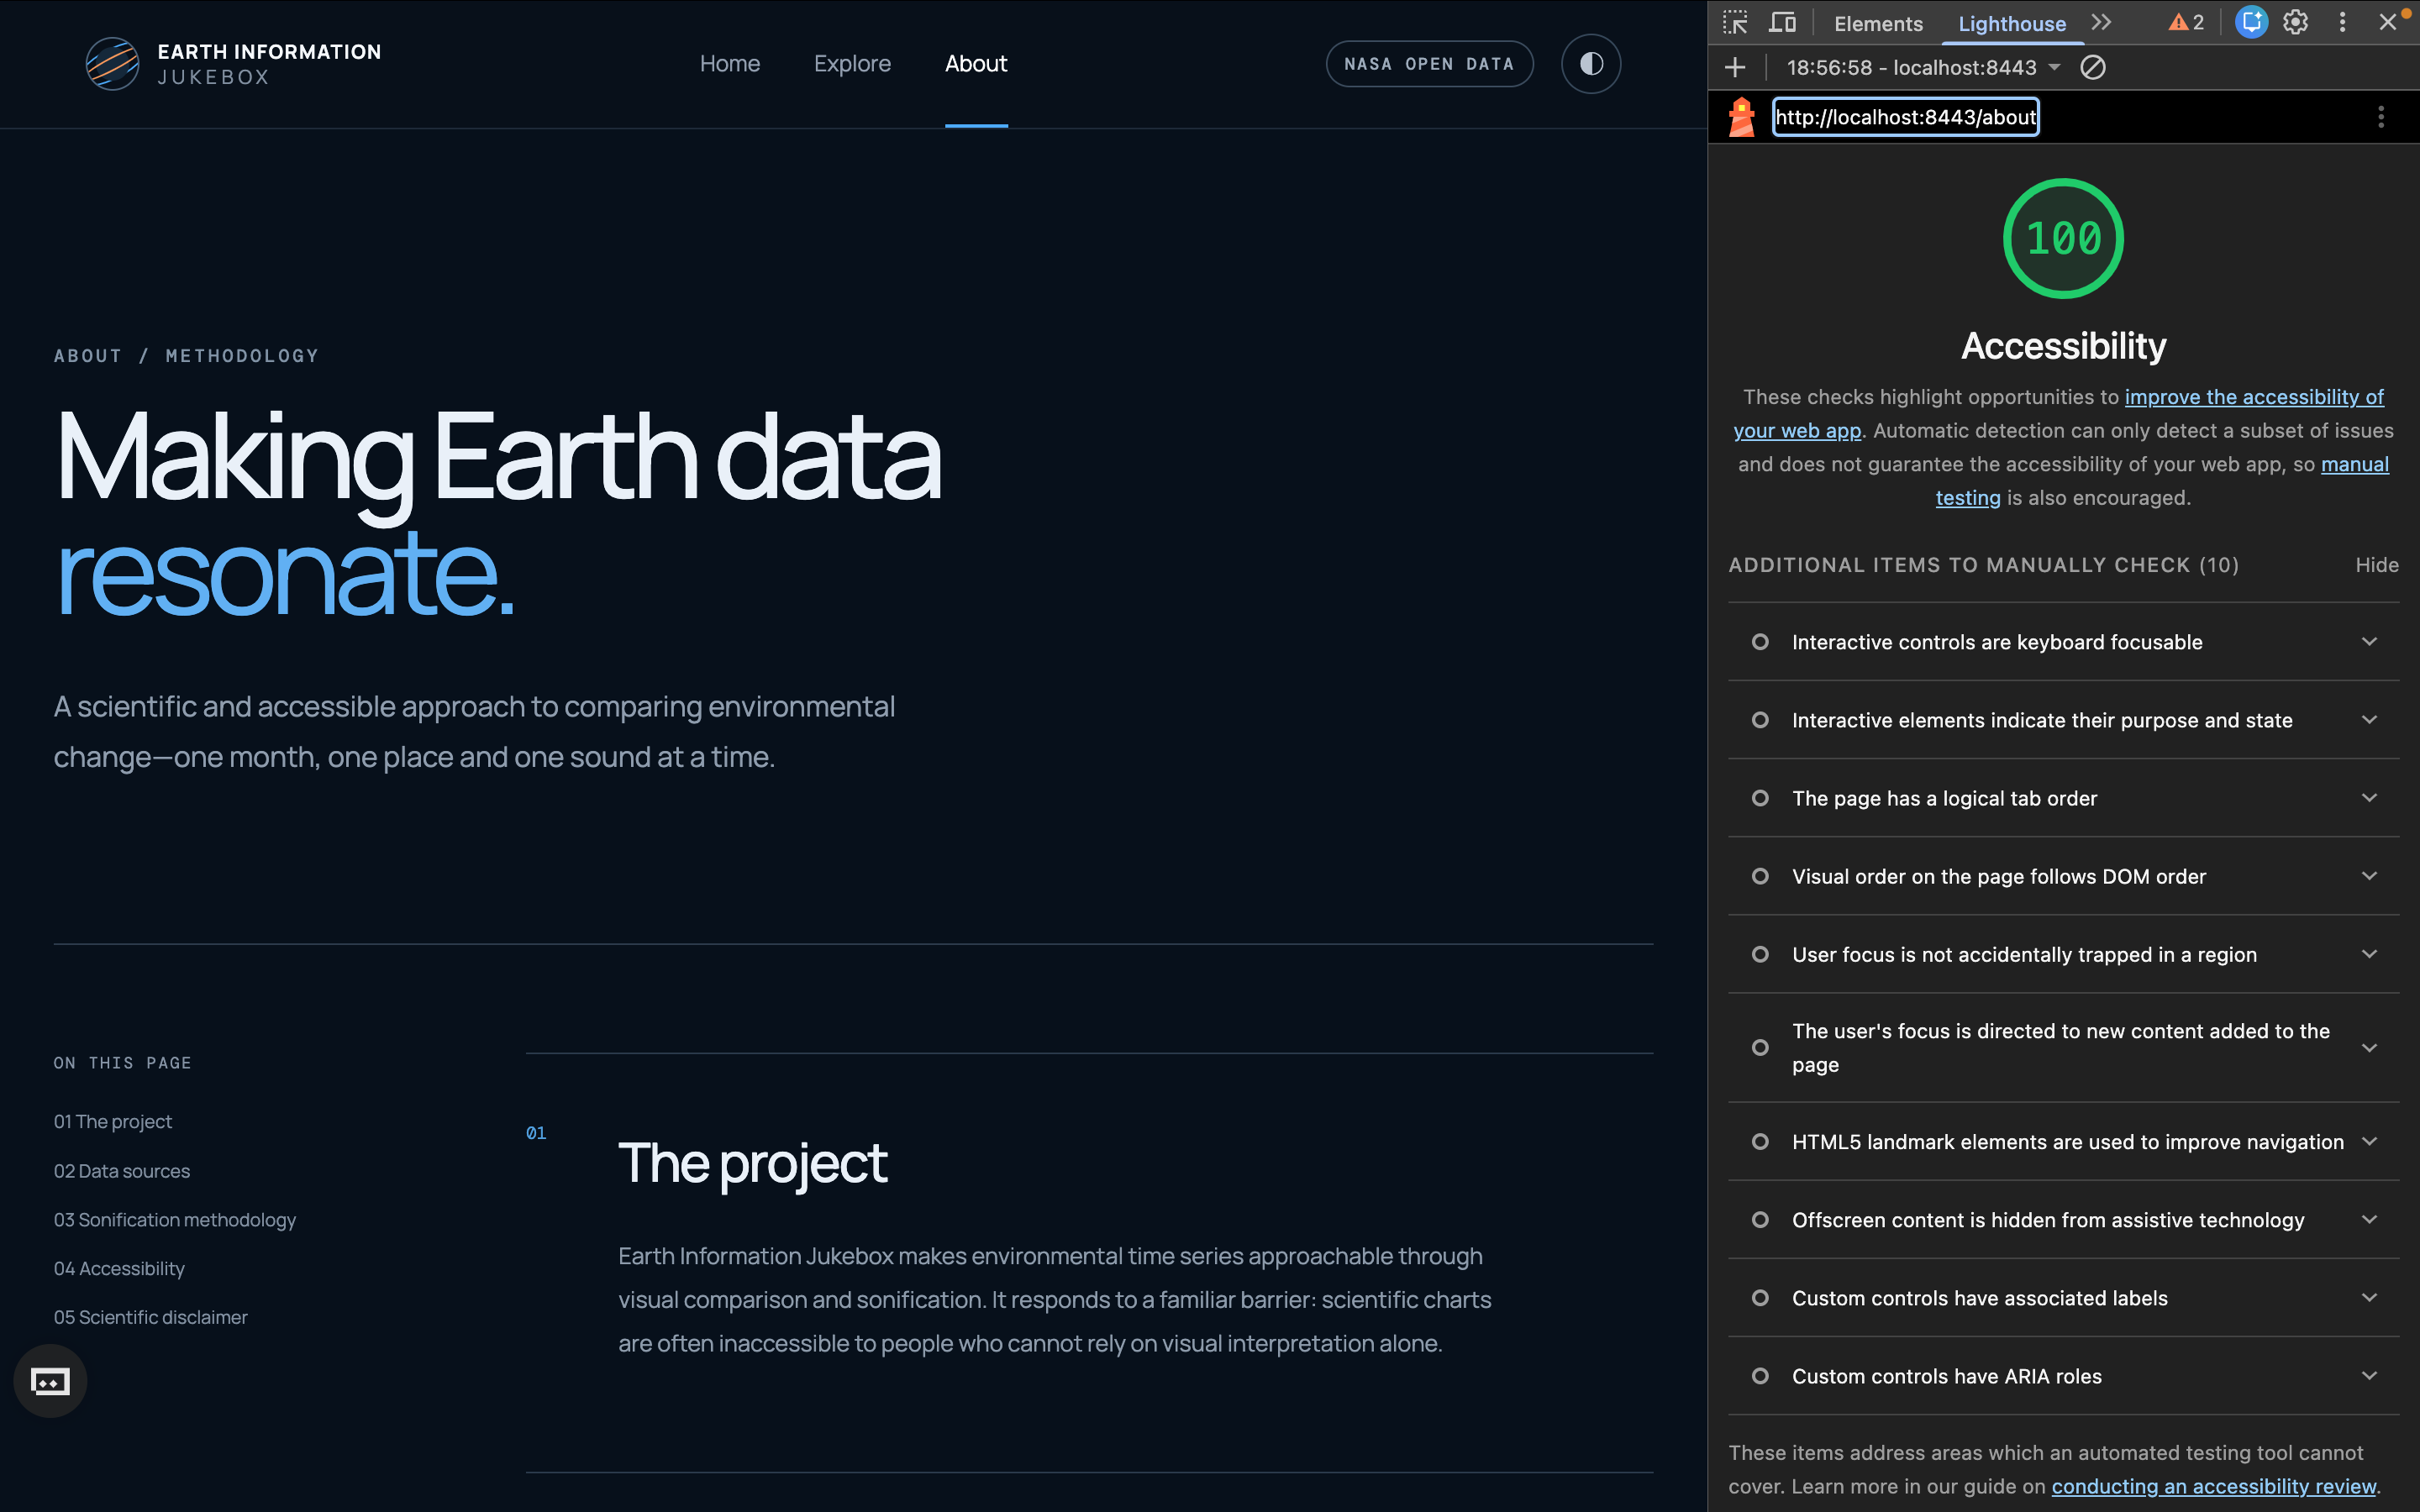 EARTH INFORMATION
JUKEBOX
Home
Explore
About
NASA OPEN DATA
ABOUT / METHODOLOGY
Making Earth data
resonate.
A scientific and accessible approach to comparing environmental
change—one month, one place and one sound at a time.
ON THIS PAGE
01 The project
02 Data sources
03 Sonification methodology
04 Accessibility
05 Scientific disclaimer
01
The project
Earth Information Jukebox makes environmental time series approachable through
visual comparison and sonification. It responds to a familiar barrier: scientific charts
are often inaccessible to people who cannot rely on visual interpretation alone.
Elements
Lighthouse
2
18:56:58 - localhost:8443
http://localhost:8443/about
100
Accessibility
These checks highlight opportunities to improve the accessibility of
your web app. Automatic detection can only detect a subset of issues
and does not guarantee the accessibility of your web app, so manual
testing is also encouraged.
ADDITIONAL ITEMS TO MANUALLY CHECK (10)
Hide
Interactive controls are keyboard focusable
Interactive elements indicate their purpose and state
The page has a logical tab order
Visual order on the page follows DOM order
User focus is not accidentally trapped in a region
The user's focus is directed to new content added to the
page
HTML5 landmark elements are used to improve navigation
Offscreen content is hidden from assistive technology
Custom controls have associated labels
Custom controls have ARIA roles
These items address areas which an automated testing tool cannot
cover. Learn more in our guide on conducting an accessibility review.